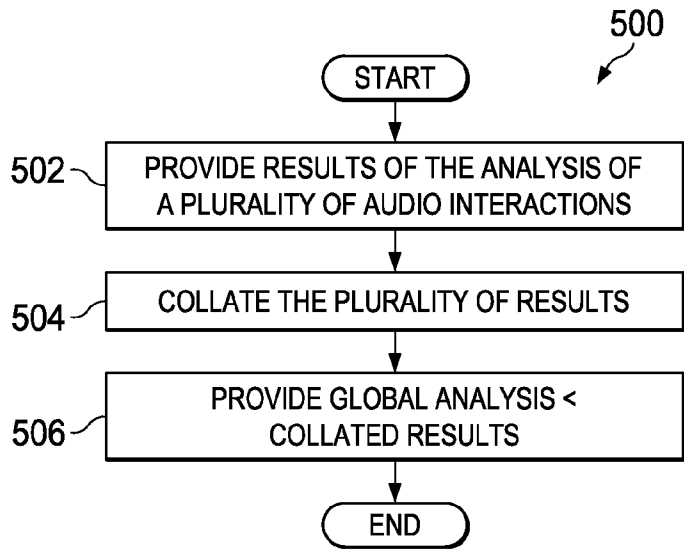 500
START
502
PROVIDE RESULTS OF THE ANALYSIS OF
A PLURALITY OF AUDIO INTERACTIONS
504
COLLATE THE PLURALITY OF RESULTS
506
PROVIDE GLOBAL ANALYSIS <
COLLATED RESULTS
END